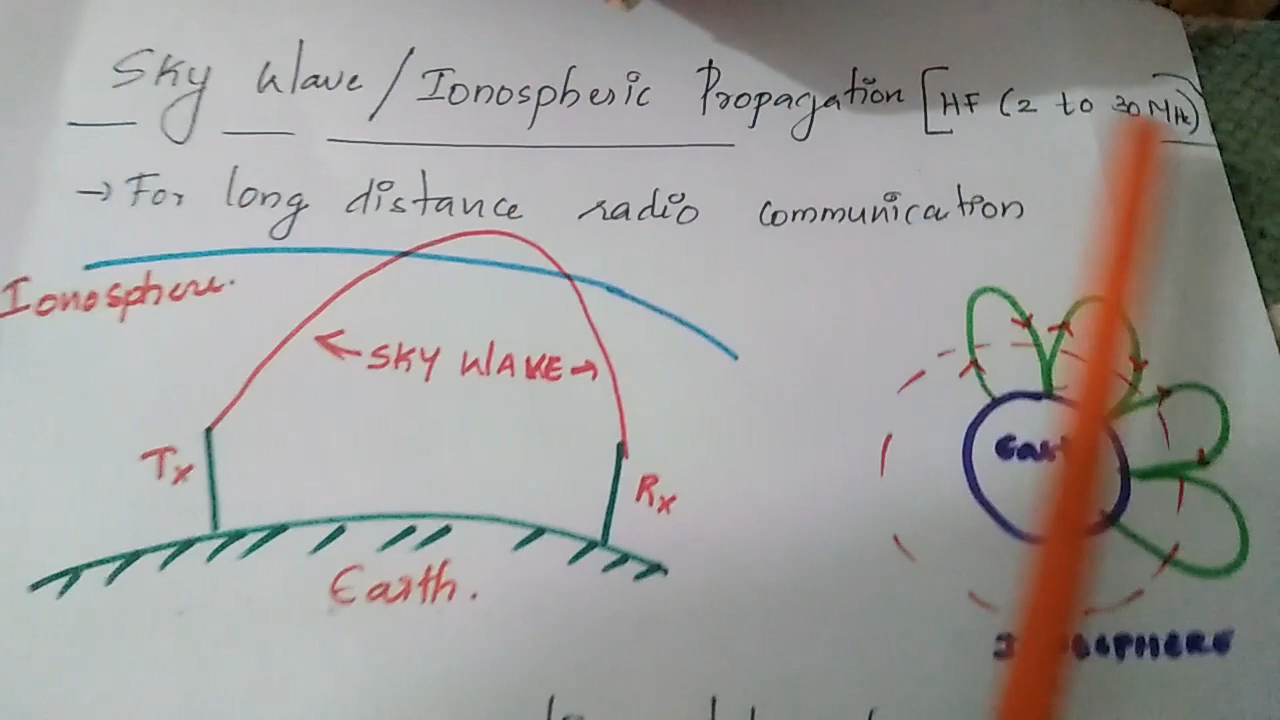 Sky Wave/Ionospheric Propagation [HF (2 to 30 MHz)
→ For long distance radio communication
Ionosphere.
← SKY WAVE →
Tx
Rx
Earth.